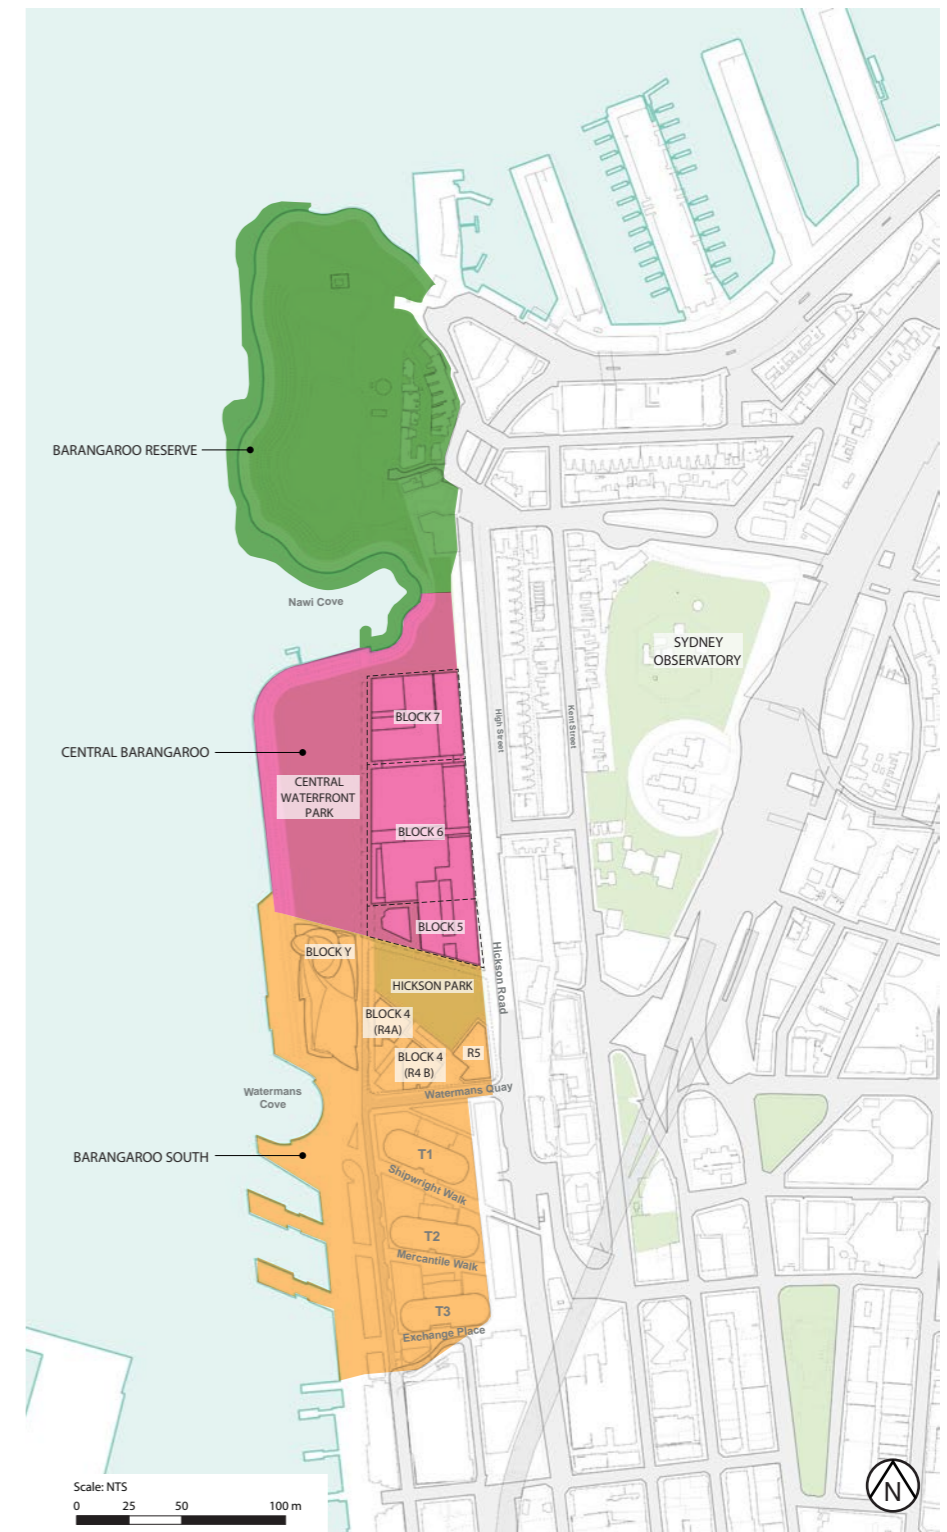 BARANGAROO RESERVE
Nawi Cove
SYDNEY
OBSERVATORY
High Street
Kent Street
BLOCK 7
CENTRAL BARANGAROO
CENTRAL
WATERFRONT
PARK
BLOCK 6
BLOCK 5
BLOCK Y
Hickson Road
HICKSON PARK
BLOCK 4
(R4A)
BLOCK 4
(R4 B)
R5
Watermans Quay
Watermans
Cove
BARANGAROO SOUTH
T1
Shipwright Walk
T2
Mercantile Walk
T3
Exchange Place
Scale: NTS
0 25 50 100 m
N